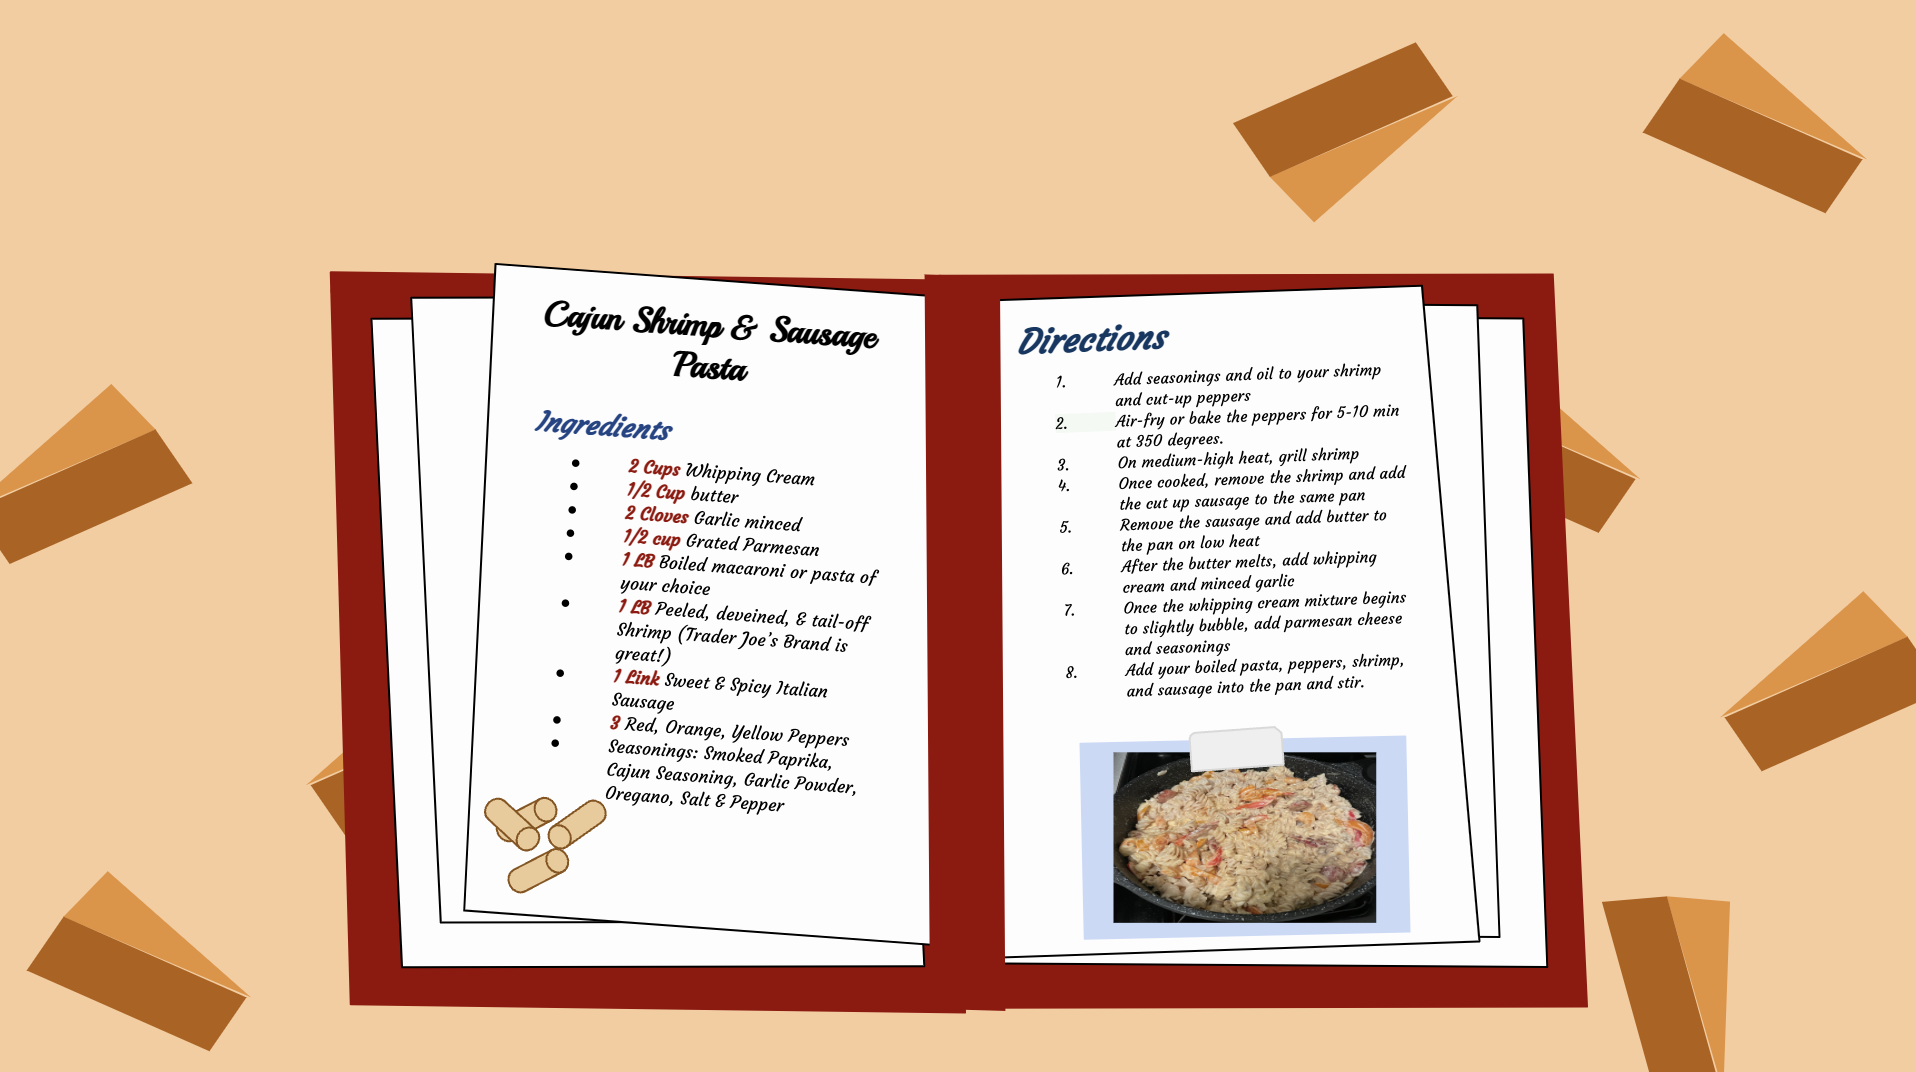 Cajun Shrimp & Sausage
Pasta
Ingredients
● 2 Cups Whipping Cream
● 1/2 Cup butter
● 2 Cloves Garlic minced
● 1/2 cup Grated Parmesan
● 1 LB Boiled macaroni or pasta of
your choice
● 1 LB Peeled, deveined, & tail-off
Shrimp (Trader Joe's Brand is
great!)
● 1 Link Sweet & Spicy Italian
Sausage
● 3 Red, Orange, Yellow Peppers
● Seasonings: Smoked Paprika,
Cajun Seasoning, Garlic Powder,
Oregano, Salt & Pepper
Directions
1. Add seasonings and oil to your shrimp
and cut-up peppers
2. Air-fry or bake the peppers for 5-10 min
at 350 degrees.
3. On medium-high heat, grill shrimp
4. Once cooked, remove the shrimp and add
the cut up sausage to the same pan
5. Remove the sausage and add butter to
the pan on low heat
6. After the butter melts, add whipping
cream and minced garlic
7. Once the whipping cream mixture begins
to slightly bubble, add parmesan cheese
and seasonings
8. Add your boiled pasta, peppers, shrimp,
and sausage into the pan and stir.